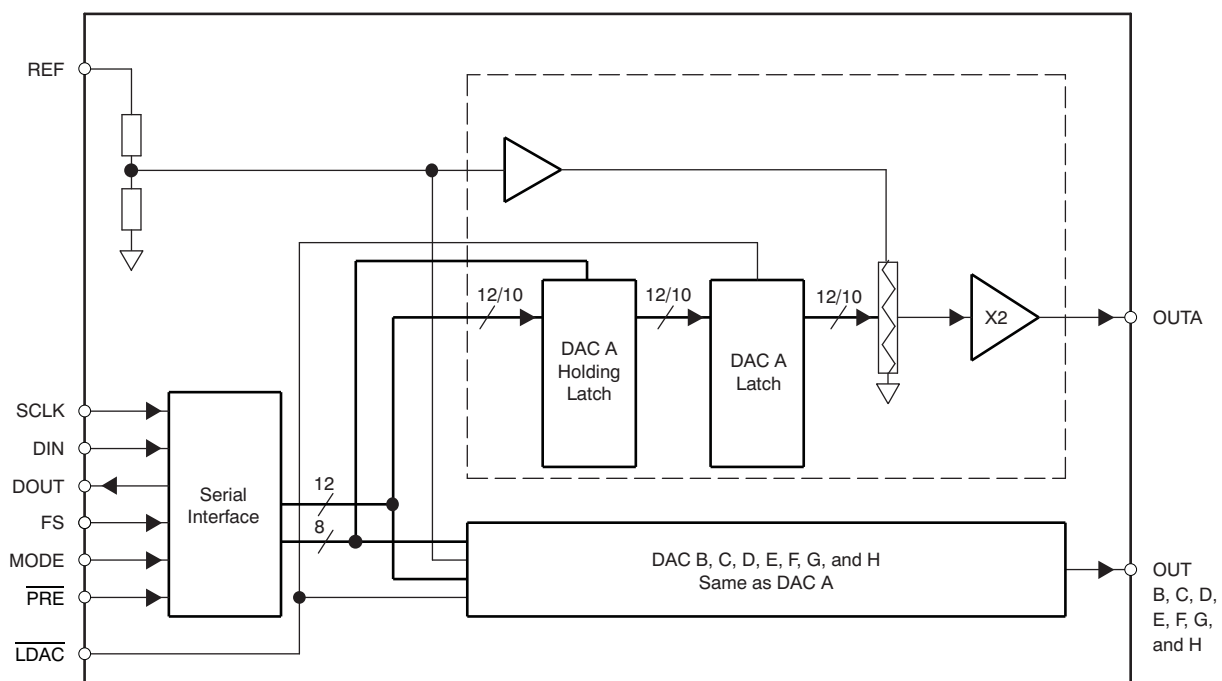 REF
12/10
12/10
12/10
X2
OUTA
DAC A
Holding
Latch
DAC A
Latch
SCLK
DIN
DOUT
FS
MODE
PRE
LDAC
Serial
Interface
12
8
DAC B, C, D, E, F, G, and H
Same as DAC A
OUT
B, C, D,
E, F, G,
and H